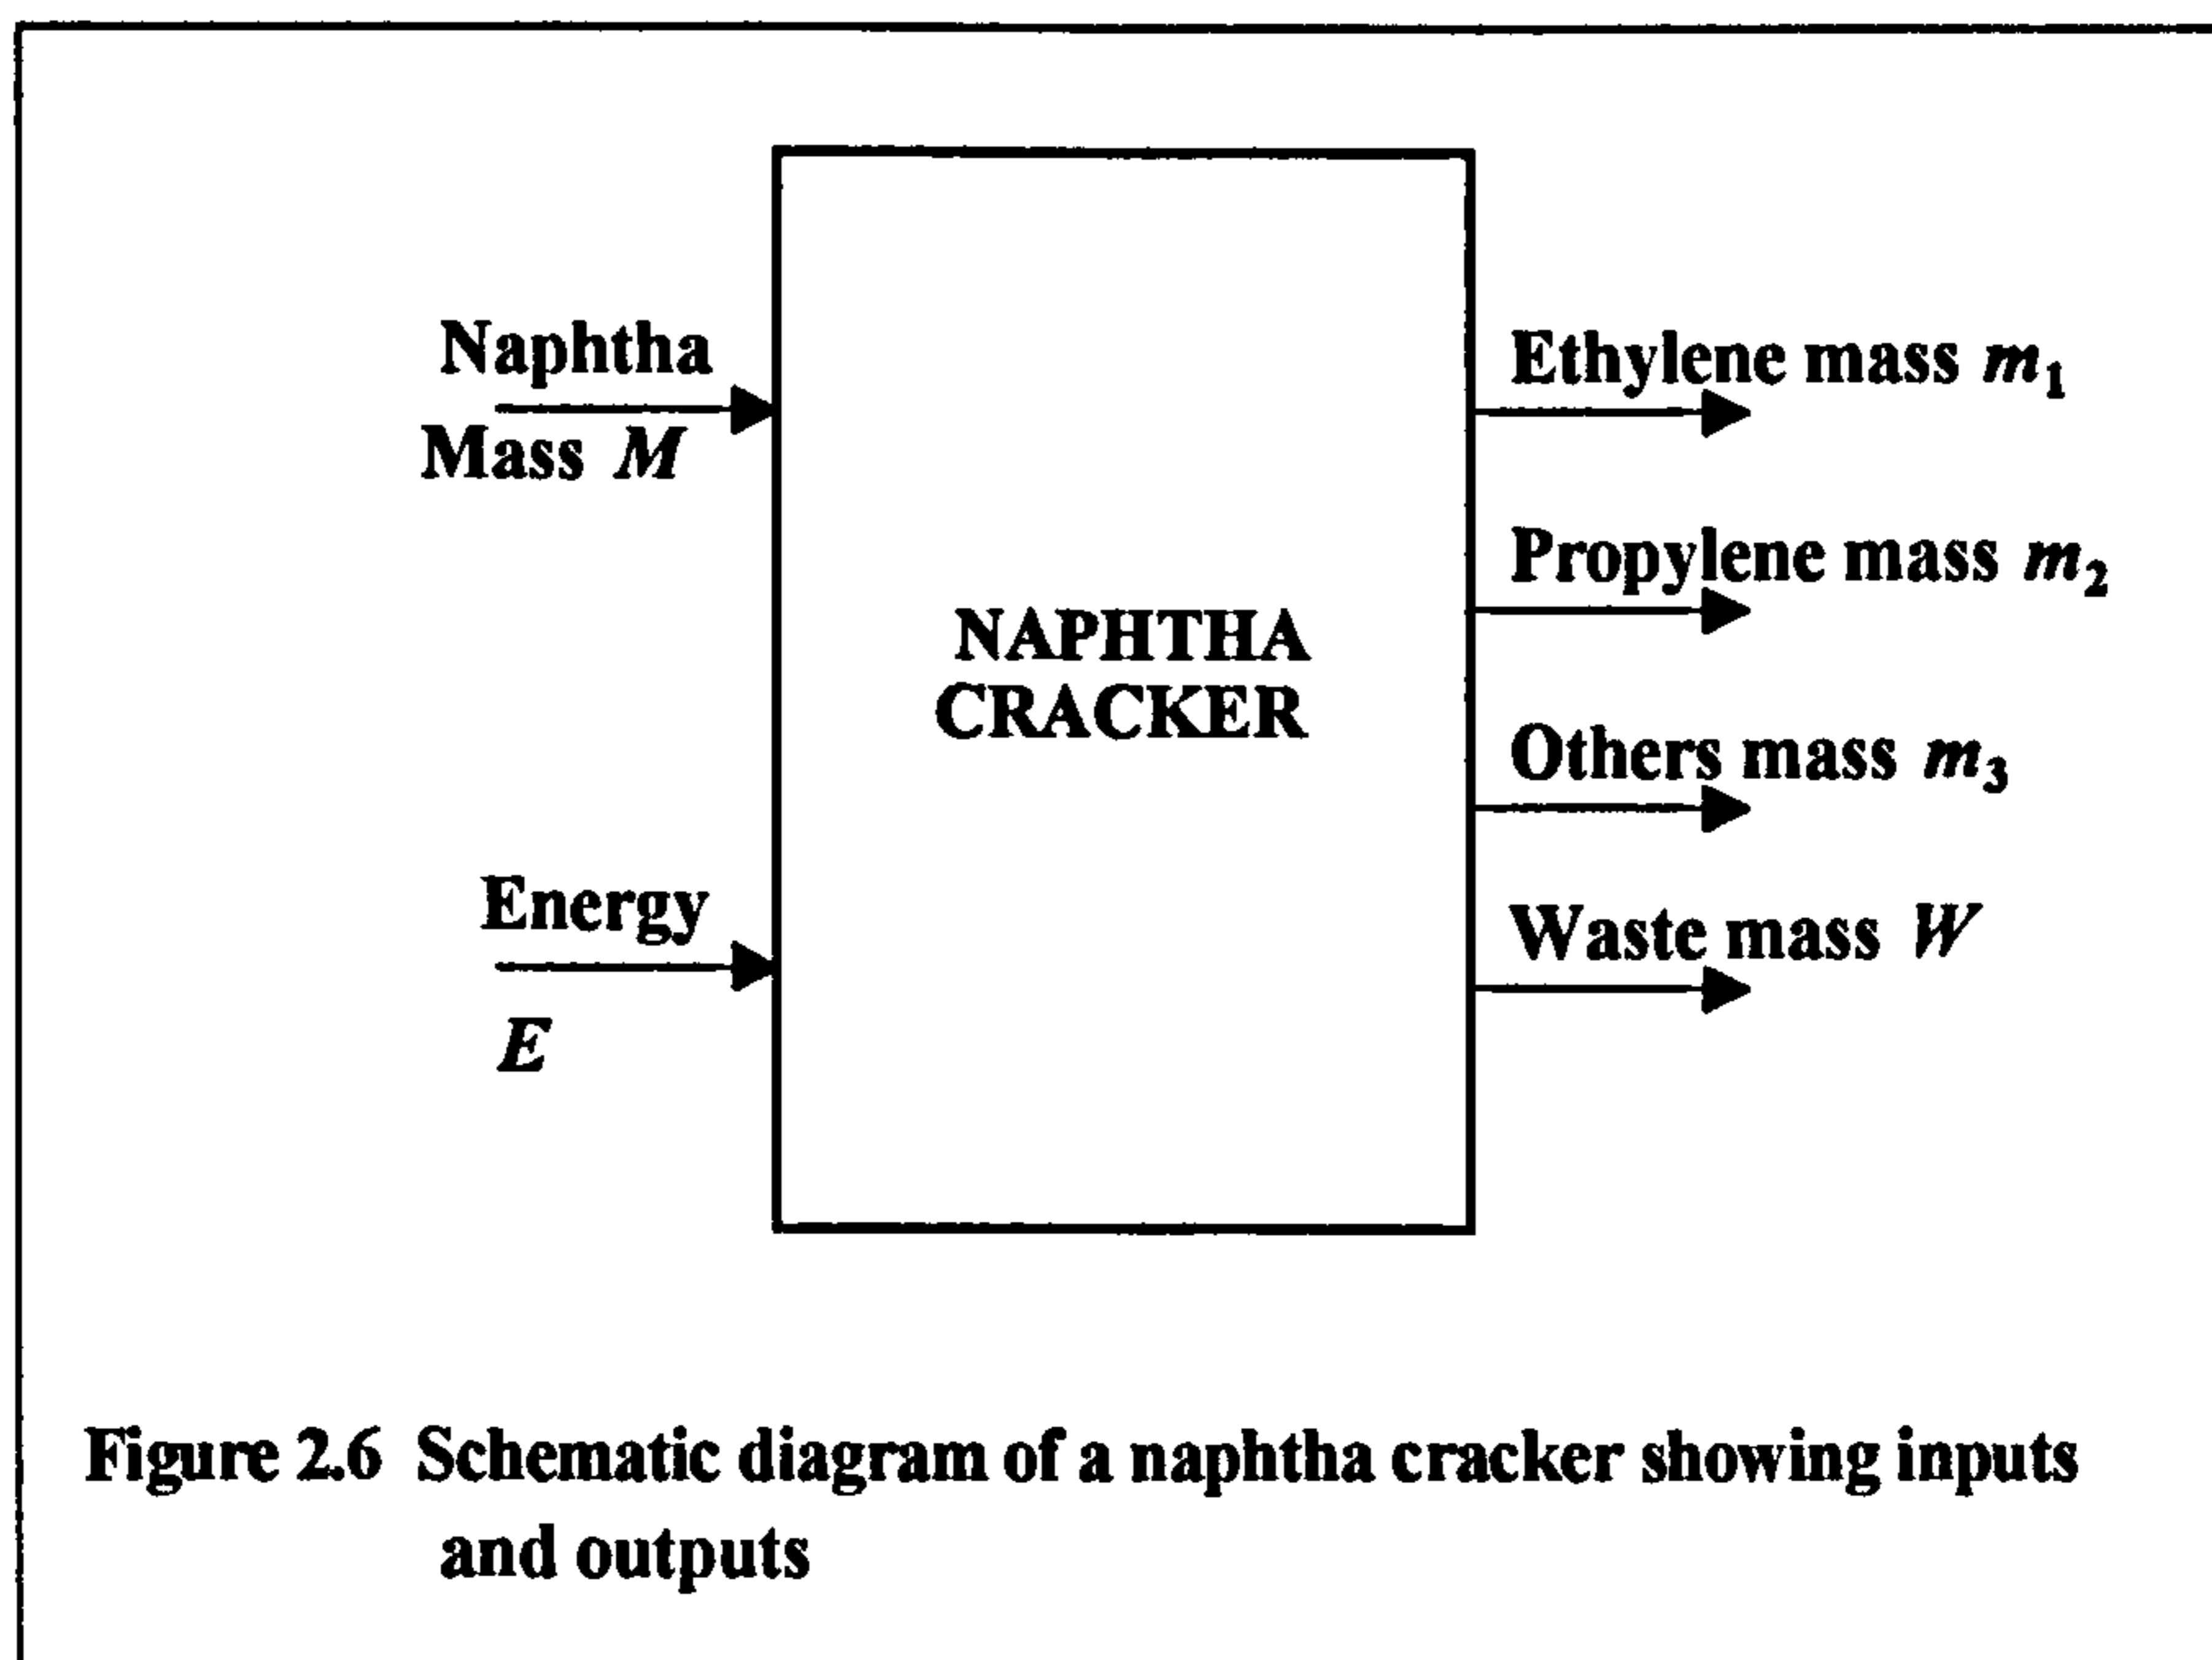 Naphtha
Mass M
Energy
E
NAPHTHA
CRACKER
Ethylene mass m₁
Propylene mass m₂
Others mass m₃
Waste mass W
Figure 2.6 Schematic diagram of a naphtha cracker showing inputs
and outputs